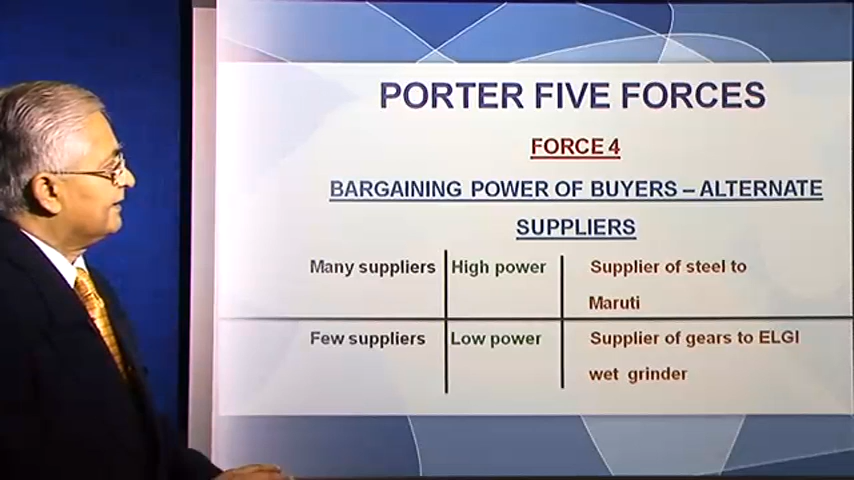 PORTER FIVE FORCES
FORCE 4
BARGAINING POWER OF BUYERS – ALTERNATE
SUPPLIERS
Many suppliers High power Supplier of steel to
Maruti
Few suppliers Low power Supplier of gears to ELGI
wet grinder